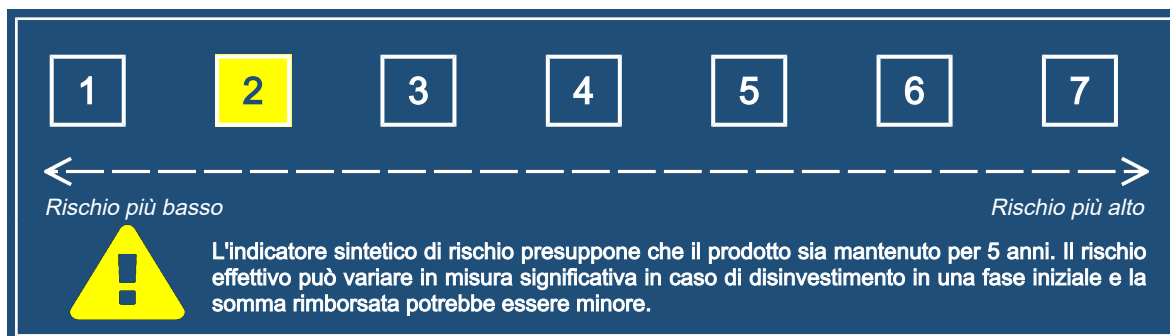 1 2 3 4 5 6 7
Rischio più basso Rischio più alto
L'indicatore sintetico di rischio presuppone che il prodotto sia mantenuto per 5 anni. Il rischio
effettivo può variare in misura significativa in caso di disinvestimento in una fase iniziale e la
somma rimborsata potrebbe essere minore.